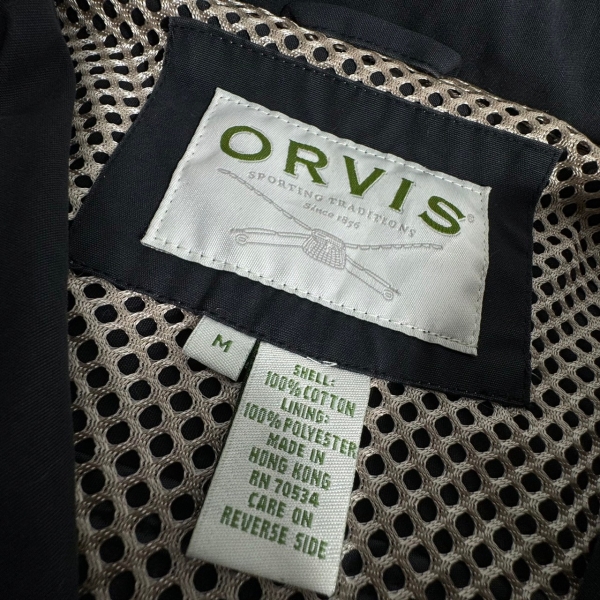 ORVIS
SPORTING TRADITIONS
Since 1856
M
SHELL:
100% COTTON
LINING:
100% POLYESTER
MADE IN
HONG KONG
RN 70534
CARE ON
REVERSE SIDE